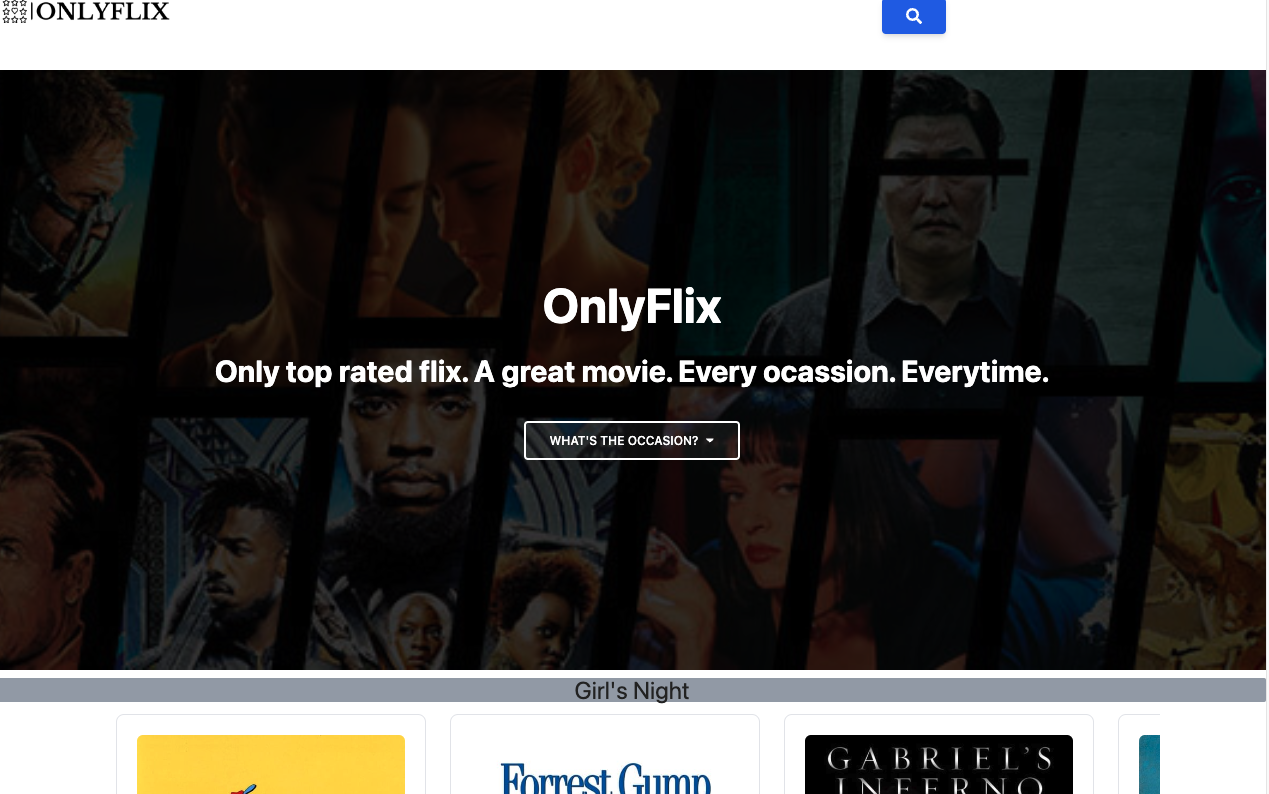 ONLYFLIX
OnlyFlix
Only top rated flix. A great movie. Every ocassion. Everytime.
WHAT'S THE OCCASION?
Girl's Night
Forrest Gump
GABRIEL'S
INFERNO